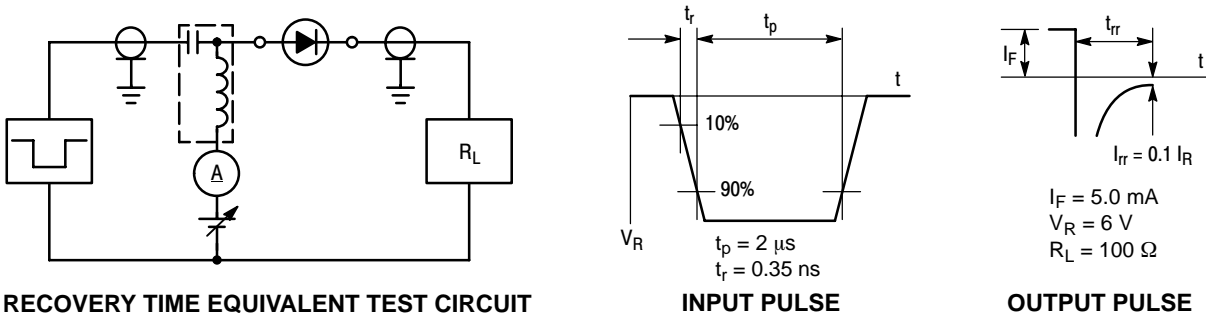 A
R_L
RECOVERY TIME EQUIVALENT TEST CIRCUIT
t_r
t_p
t
10%
90%
V_R
t_p = 2 μs
t_r = 0.35 ns
INPUT PULSE
t_rr
I_F
t
I_rr = 0.1 I_R
I_F = 5.0 mA
V_R = 6 V
R_L = 100 Ω
OUTPUT PULSE